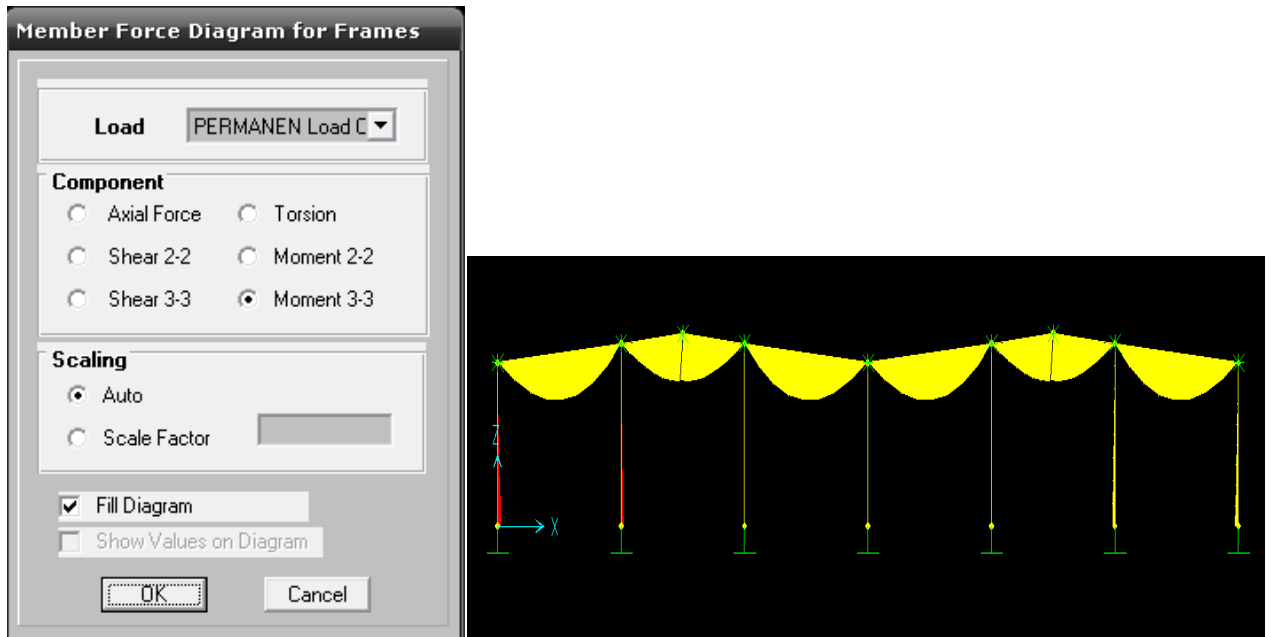 Member Force Diagram for Frames
Load PERMANEN Load C
Component
Axial Force Torsion
Shear 2-2 Moment 2-2
Shear 3-3 Moment 3-3
Scaling
Auto
Scale Factor
Fill Diagram
Show Values on Diagram
OK Cancel
Z
X